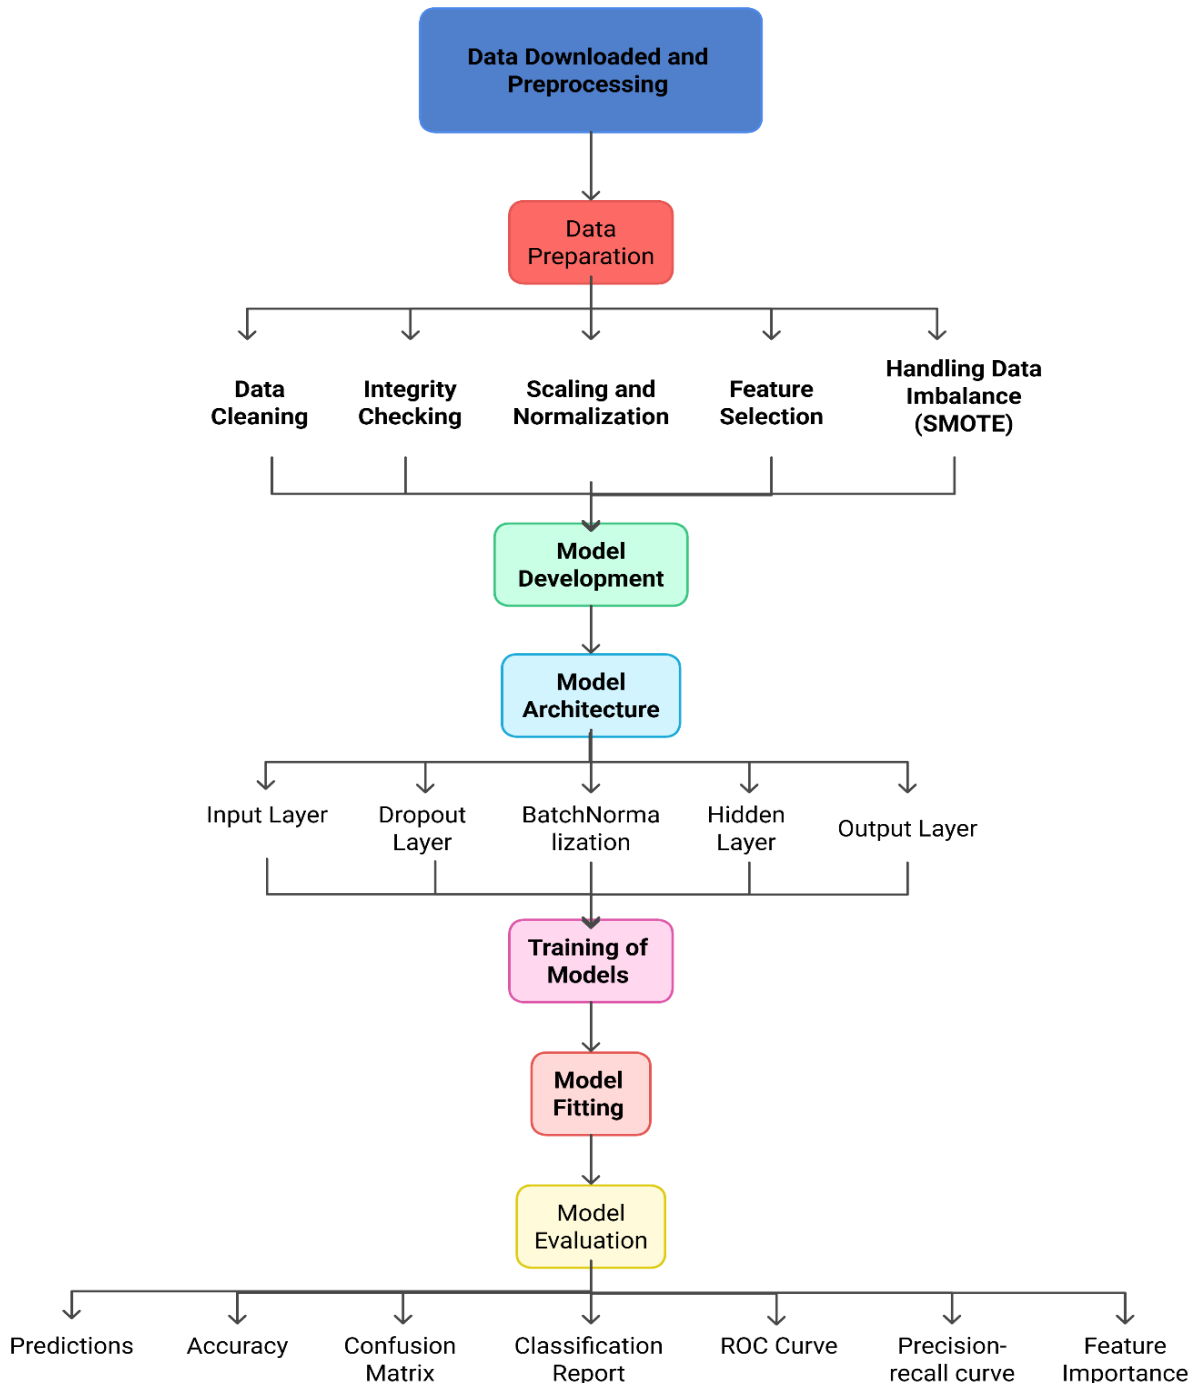 Data Downloaded and
Preprocessing
Data
Preparation
Data
Cleaning
Integrity
Checking
Scaling and
Normalization
Feature
Selection
Handling Data
Imbalance
(SMOTE)
Model
Development
Model
Architecture
Input Layer
Dropout
Layer
BatchNorma
lization
Hidden
Layer
Output Layer
Training of
Models
Model
Fitting
Model
Evaluation
Predictions
Accuracy
Confusion
Matrix
Classification
Report
ROC Curve
Precision-
recall curve
Feature
Importance